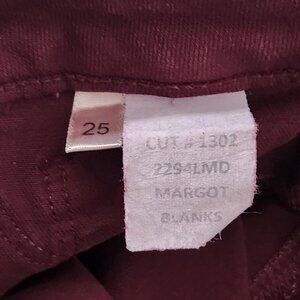 25
CUT # 1302
2294LMD
MARGOT
BLANKS